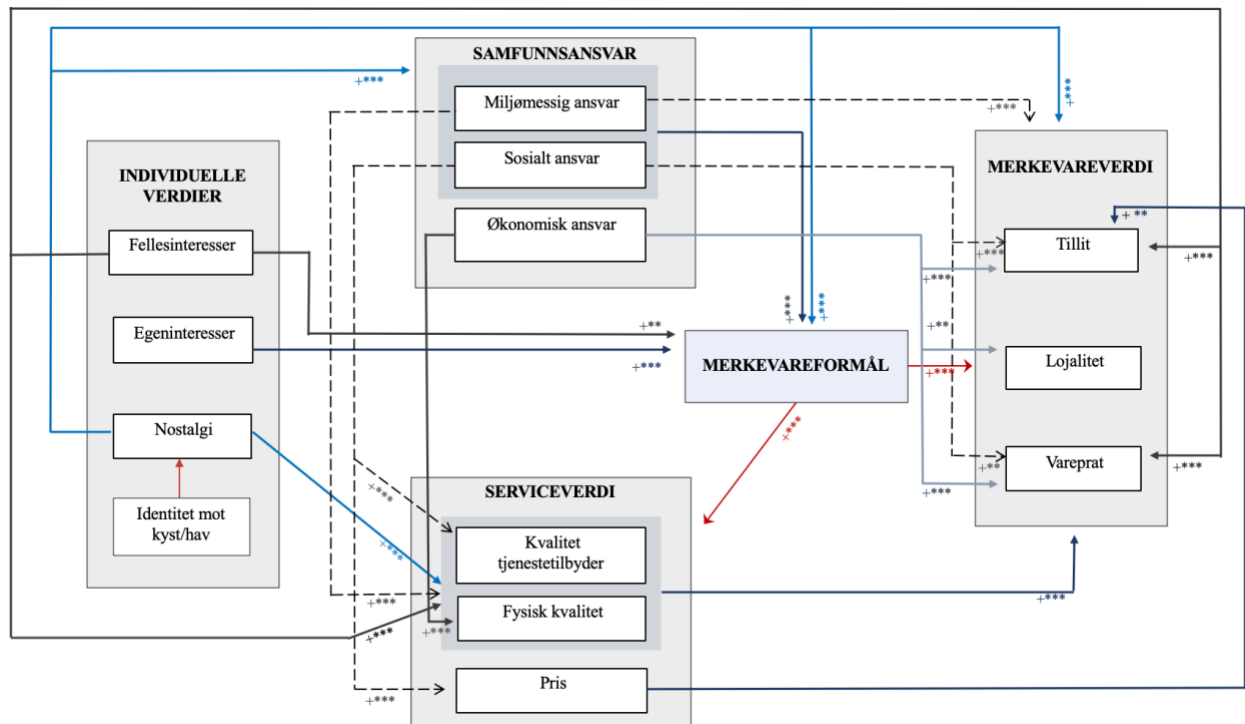 SAMFUNNSANSVAR
+***
+***
Miljømessig ansvar
+***
Sosialt ansvar
Økonomisk ansvar
INDIVIDUELLE
VERDIER
Fellesinteresser
Egeninteresser
Nostalgi
Identitet mot
kyst/hav
MERKEVAREVERDI
+ **
Tillit
+***
+***
+***
Lojalitet
+**
Vareprat
+**
+***
+***
+***
+***
+**
+***
MERKEVAREFORMÅL
+***
+***
SERVICEVERDI
+***
Kvalitet
tjenestetilbyder
+***
+***
Fysisk kvalitet
+***
+***
+***
Pris
+***